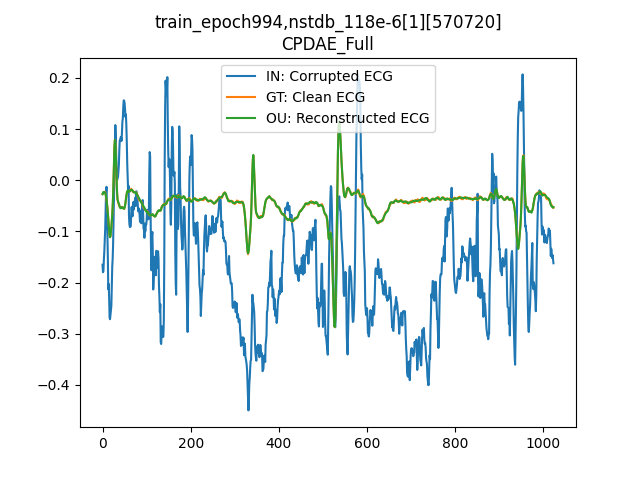 train_epoch994,nstdb_118e-6[1][570720]
CPDAE_Full
IN: Corrupted ECG
GT: Clean ECG
OU: Reconstructed ECG
0.2
0.1
0.0
−0.1
−0.2
−0.3
−0.4
0 200 400 600 800 1000